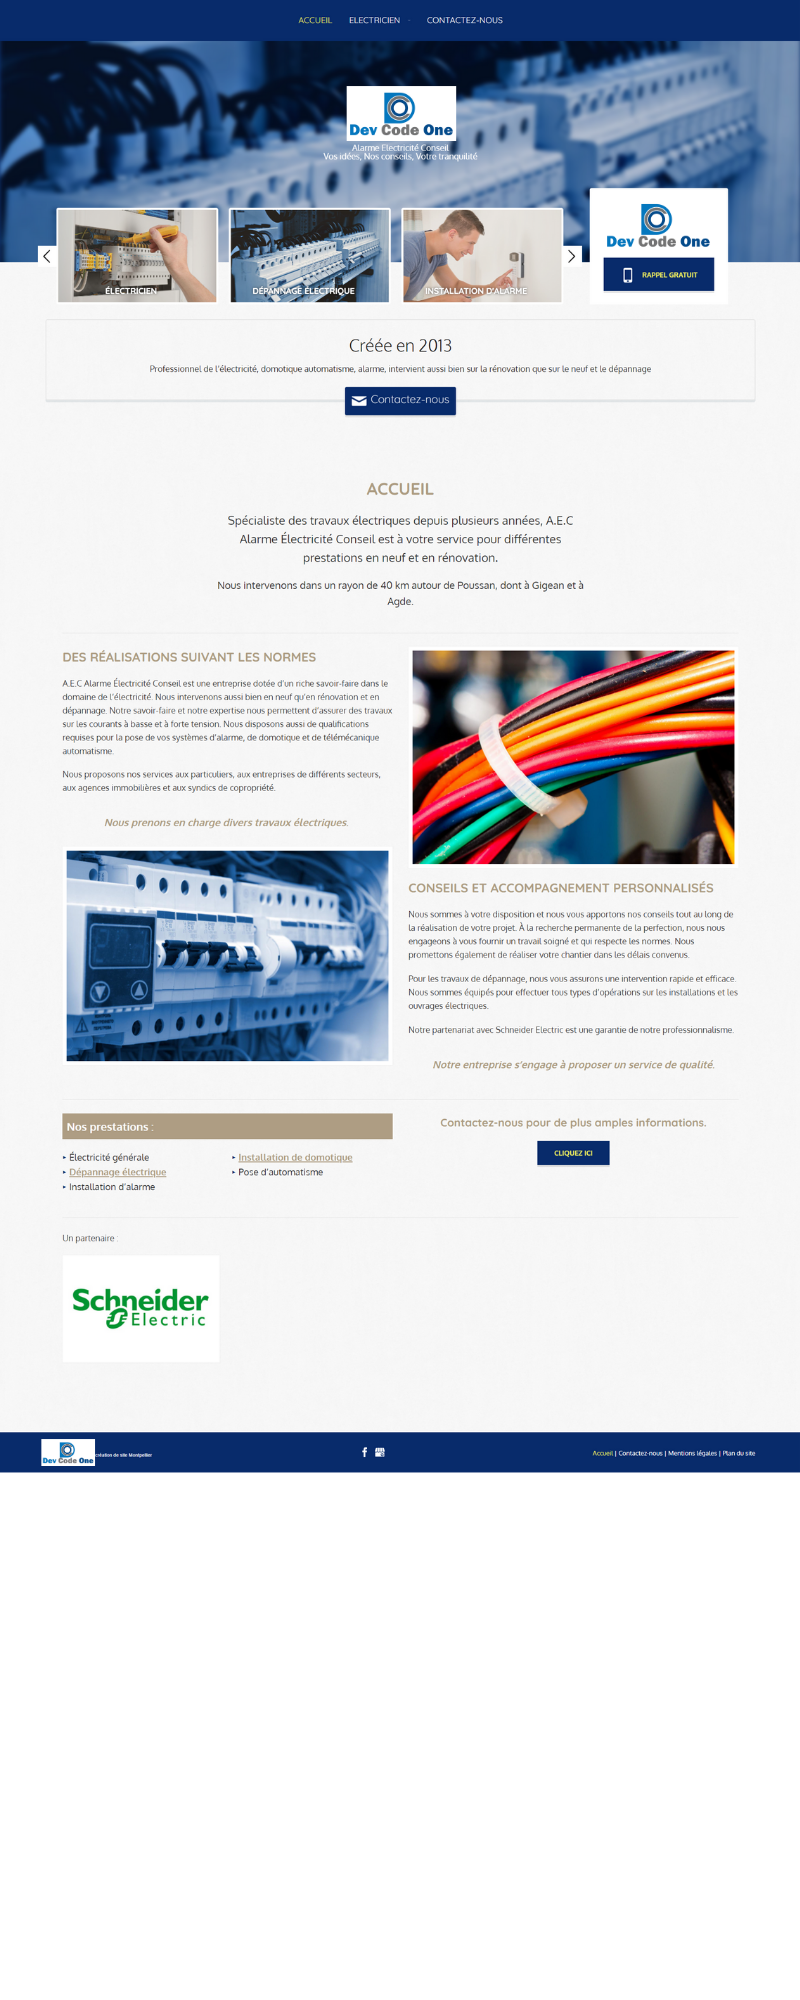 ACCUEIL ELECTRICIEN CONTACTEZ-NOUS
Dev Code One
Alarme Electricité Conseil
Vos idées, Nos conseils, Votre tranquilité
ÉLECTRICIEN
DÉPANNAGE ÉLECTRIQUE
INSTALLATION D'ALARME
Dev Code One
RAPPEL GRATUIT
Créée en 2013
Professionnel de l'électricité, domotique automatisme, alarme, intervient aussi bien sur la rénovation que sur le neuf et le dépannage
Contactez-nous
ACCUEIL
Spécialiste des travaux électriques depuis plusieurs années, A.E.C
Alarme Électricité Conseil est à votre service pour différentes
prestations en neuf et en rénovation.
Nous intervenons dans un rayon de 40 km autour de Poussan, dont à Gigean et à
Agde.
DES RÉALISATIONS SUIVANT LES NORMES
A.E.C Alarme Électricité Conseil est une entreprise dotée d'un riche savoir-faire dans le
domaine de l'électricité. Nous intervenons aussi bien en neuf qu'en rénovation et en
dépannage. Notre savoir-faire et notre expertise nous permettent d'assurer des travaux
sur les courants à basse et à forte tension. Nous disposons aussi de qualifications
requises pour la pose de vos systèmes d'alarme, de domotique et de télémécanique
automatisme.
Nous proposons nos services aux particuliers, aux entreprises de différents secteurs,
aux agences immobilières et aux syndics de copropriété.
Nous prenons en charge divers travaux électriques.
CONSEILS ET ACCOMPAGNEMENT PERSONNALISÉS
Nous sommes à votre disposition et nous vous apportons nos conseils tout au long de
la réalisation de votre projet. À la recherche permanente de la perfection, nous nous
engageons à vous fournir un travail soigné et qui respecte les normes. Nous
promettons également de réaliser votre chantier dans les délais convenus.
Pour les travaux de dépannage, nous vous assurons une intervention rapide et efficace.
Nous sommes équipés pour effectuer tous types d'opérations sur les installations et les
ouvrages électriques.
Notre partenariat avec Schneider Electric est une garantie de notre professionnalisme.
Notre entreprise s'engage à proposer un service de qualité.
Nos prestations :
‣ Électricité générale
‣ Dépannage électrique
‣ Installation d'alarme
‣ Installation de domotique
‣ Pose d'automatisme
Contactez-nous pour de plus amples informations.
CLIQUEZ ICI
Un partenaire :
Schneider
Electric
Dev Code One création de site Montpellier
Accueil | Contactez-nous | Mentions légales | Plan du site